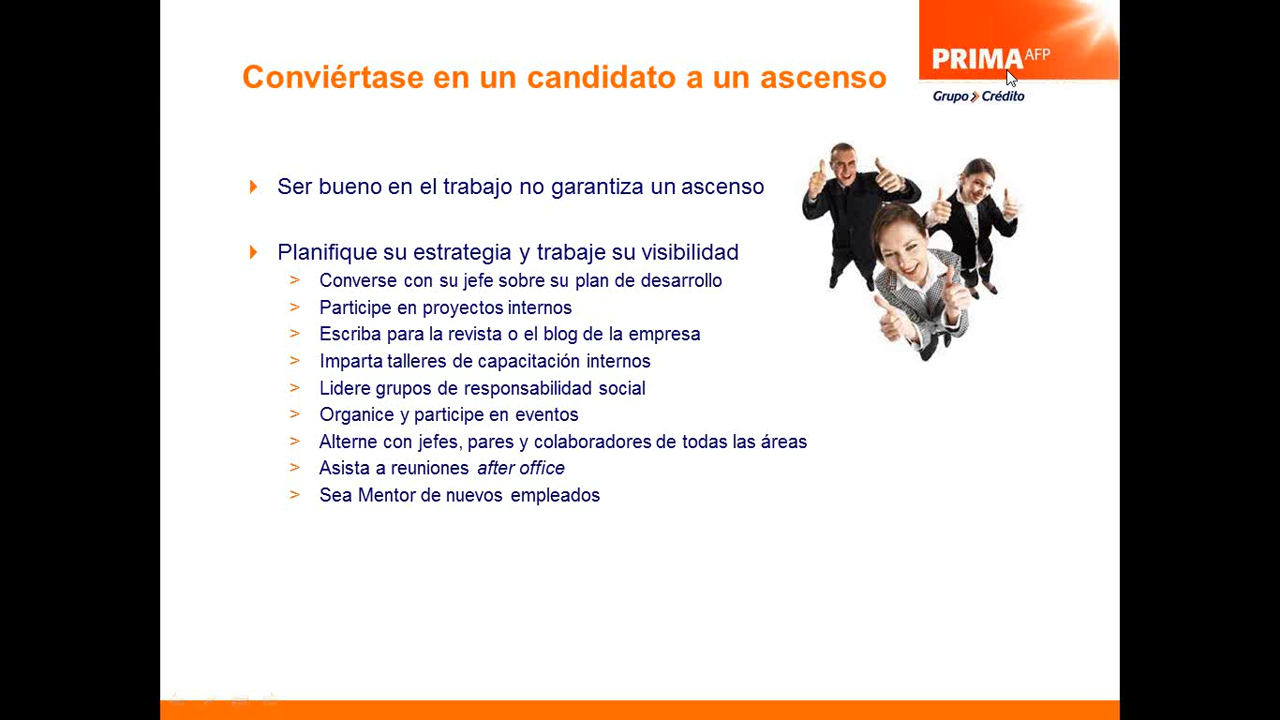 PRIMA AFP
Conviértase en un candidato a un ascenso
Grupo Crédito
Ser bueno en el trabajo no garantiza un ascenso
Planifique su estrategia y trabaje su visibilidad
> Converse con su jefe sobre su plan de desarrollo
> Participe en proyectos internos
> Escriba para la revista o el blog de la empresa
> Imparta talleres de capacitación internos
> Lidere grupos de responsabilidad social
> Organice y participe en eventos
> Alterne con jefes, pares y colaboradores de todas las áreas
> Asista a reuniones after office
> Sea Mentor de nuevos empleados